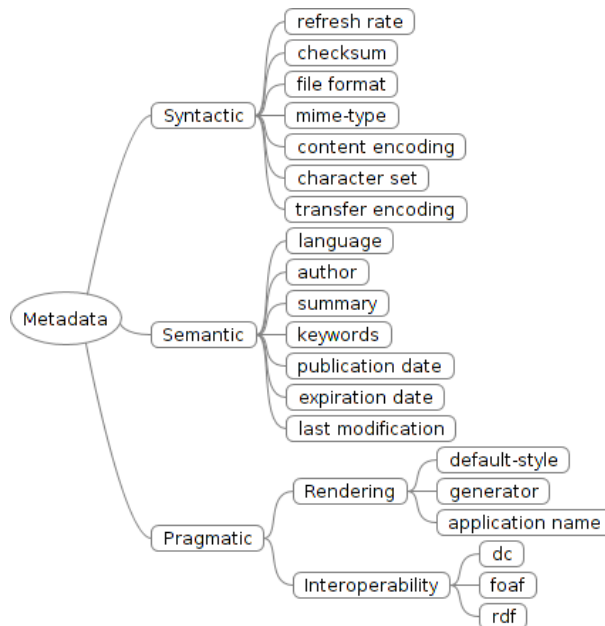 Metadata
Syntactic
refresh rate
checksum
file format
mime-type
content encoding
character set
transfer encoding
Semantic
language
author
summary
keywords
publication date
expiration date
last modification
Pragmatic
Rendering
default-style
generator
application name
Interoperability
dc
foaf
rdf